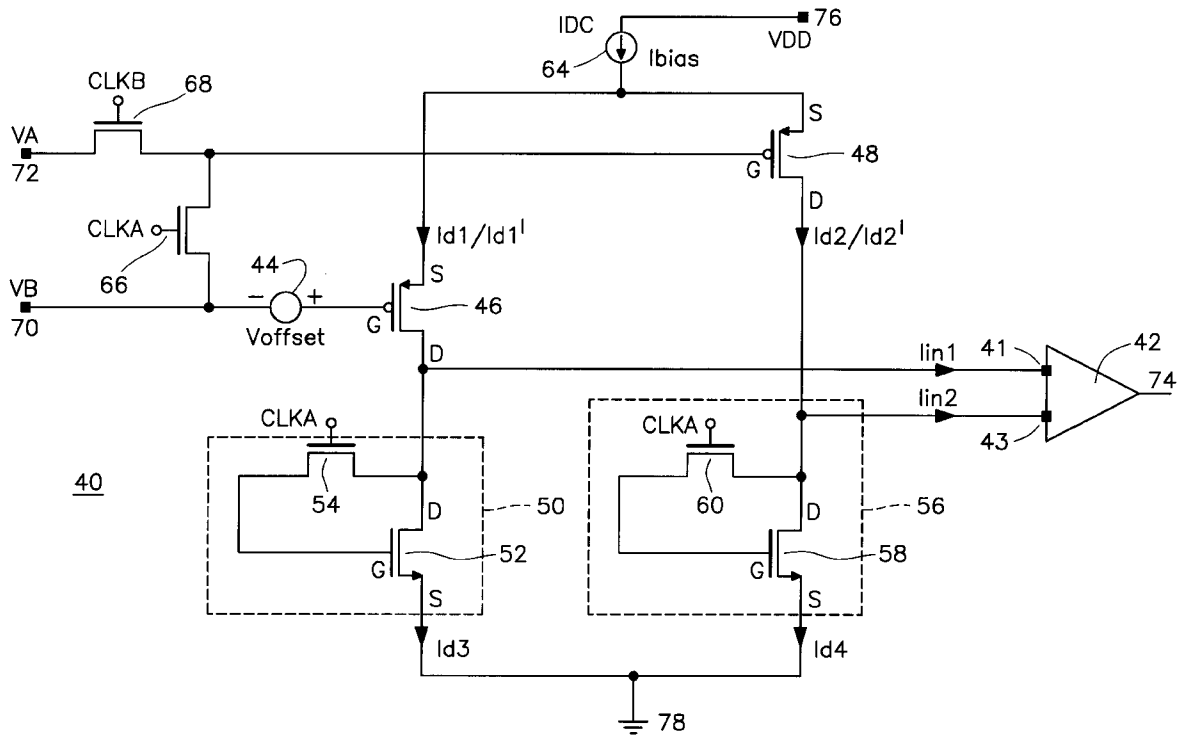 IDC
76
VDD
64
Ibias
CLKB
68
VA
72
S
G
48
D
CLKA
66
Id1/Id1'
Id2/Id2'
VB
70
44
- +
Voffset
S
G
46
D
Iin1
41
42
74
Iin2
43
CLKA
54
50
D
G
52
S
CLKA
60
56
D
G
58
S
40
Id3
Id4
78